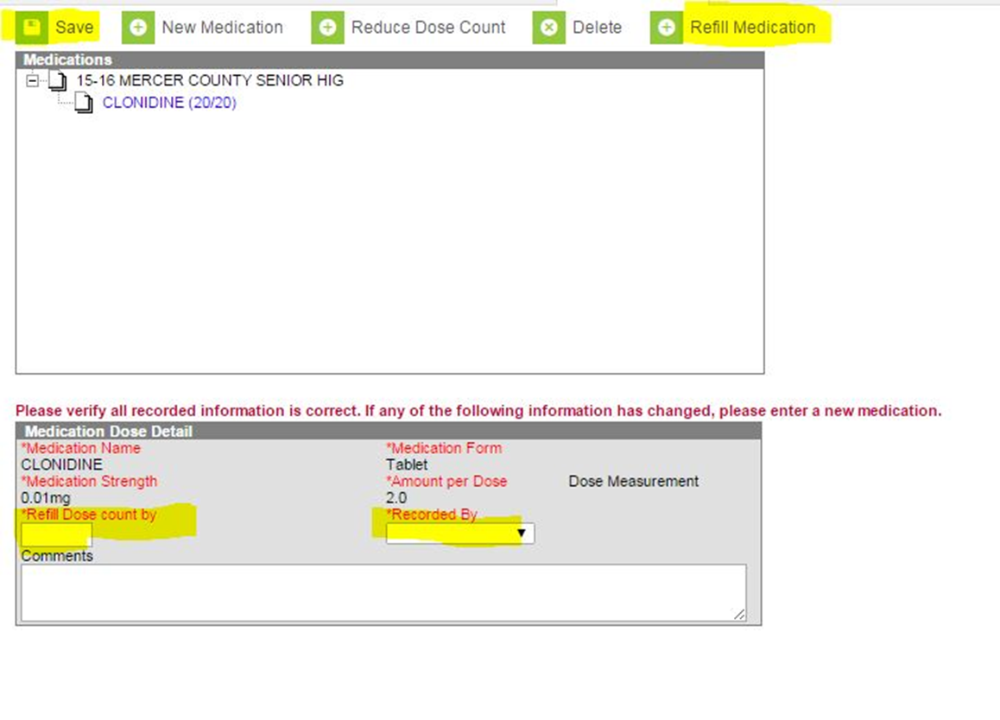 Save New Medication Reduce Dose Count Delete Refill Medication
Medications
15-16 MERCER COUNTY SENIOR HIG
CLONIDINE (20/20)
Please verify all recorded information is correct. If any of the following information has changed, please enter a new medication.
Medication Dose Detail
*Medication Name *Medication Form
CLONIDINE Tablet
*Medication Strength *Amount per Dose Dose Measurement
0.01mg 2.0
*Refill Dose count by *Recorded By
Comments